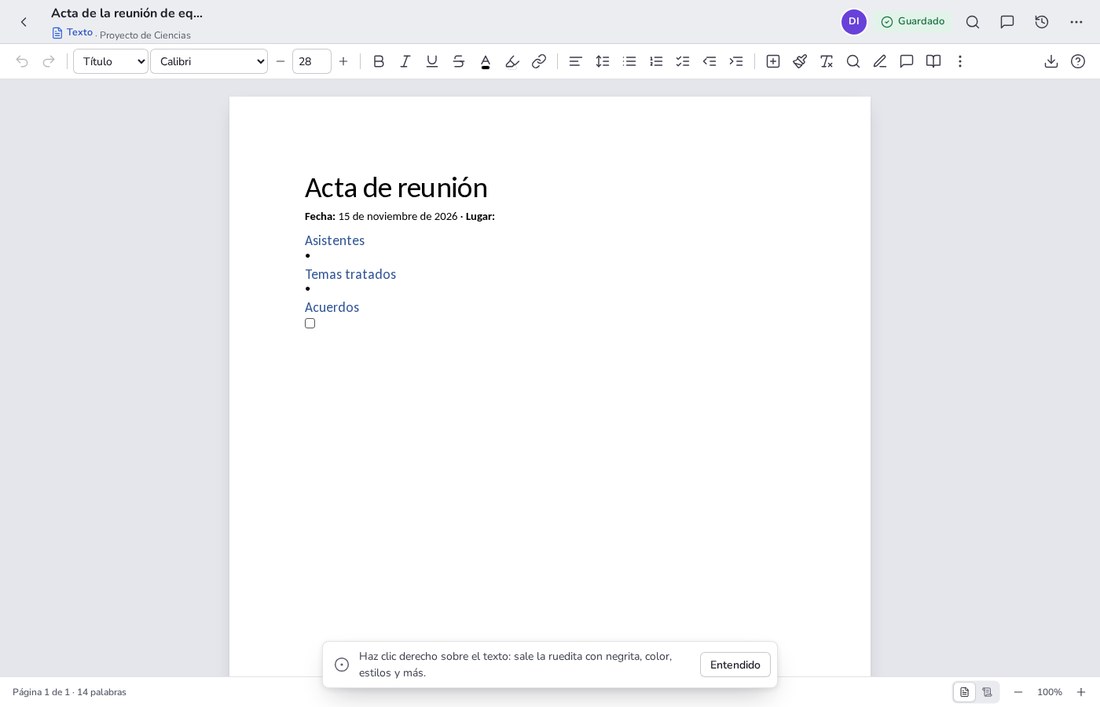 Acta de la reunión de eq...
Texto · Proyecto de Ciencias
DI
Guardado
Título
Calibri
28
Acta de reunión
Fecha: 15 de noviembre de 2026 · Lugar:
Asistentes
Temas tratados
Acuerdos
Haz clic derecho sobre el texto: sale la ruedita con negrita, color,
estilos y más.
Entendido
Página 1 de 1 · 14 palabras
100%